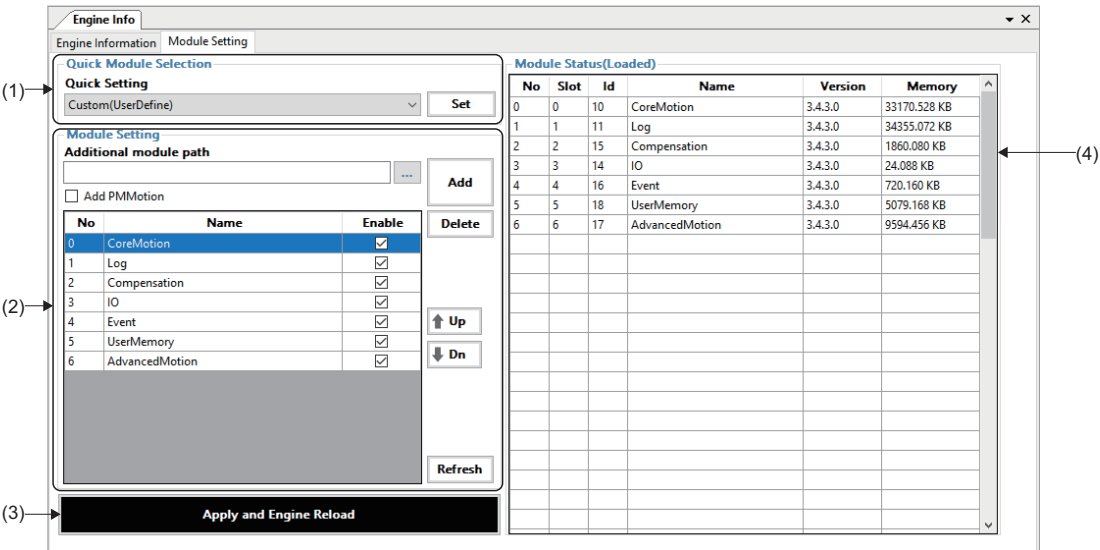 Engine Info
Engine Information Module Setting
(1)
Quick Module Selection
Quick Setting
Custom(UserDefine) Set
(2)
Module Setting
Additional module path
... Add
Add PMMotion
No Name Enable Delete
0 CoreMotion
1 Log
2 Compensation
3 IO
4 Event Up
5 UserMemory
6 AdvancedMotion Dn
Refresh
(3)
Apply and Engine Reload
Module Status(Loaded)
No Slot Id Name Version Memory
0 0 10 CoreMotion 3.4.3.0 33170.528 KB
1 1 11 Log 3.4.3.0 34355.072 KB
2 2 15 Compensation 3.4.3.0 1860.080 KB
3 3 14 IO 3.4.3.0 24.088 KB
4 4 16 Event 3.4.3.0 720.160 KB
5 5 18 UserMemory 3.4.3.0 5079.168 KB
6 6 17 AdvancedMotion 3.4.3.0 9594.456 KB
(4)